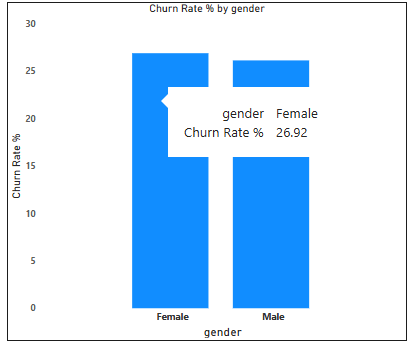 Churn Rate % by gender
30
25
20
15
10
5
0
Churn Rate %
gender Female
Churn Rate % 26.92
Female Male
gender